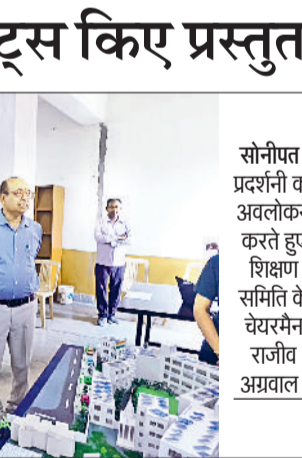 ट्स किए प्रस्तुत
सोनीपत
प्रदर्शनी क
अवलोकन
करते हुए
शिक्षण
समिति के
चेयरमैन
राजीव
अग्रवाल